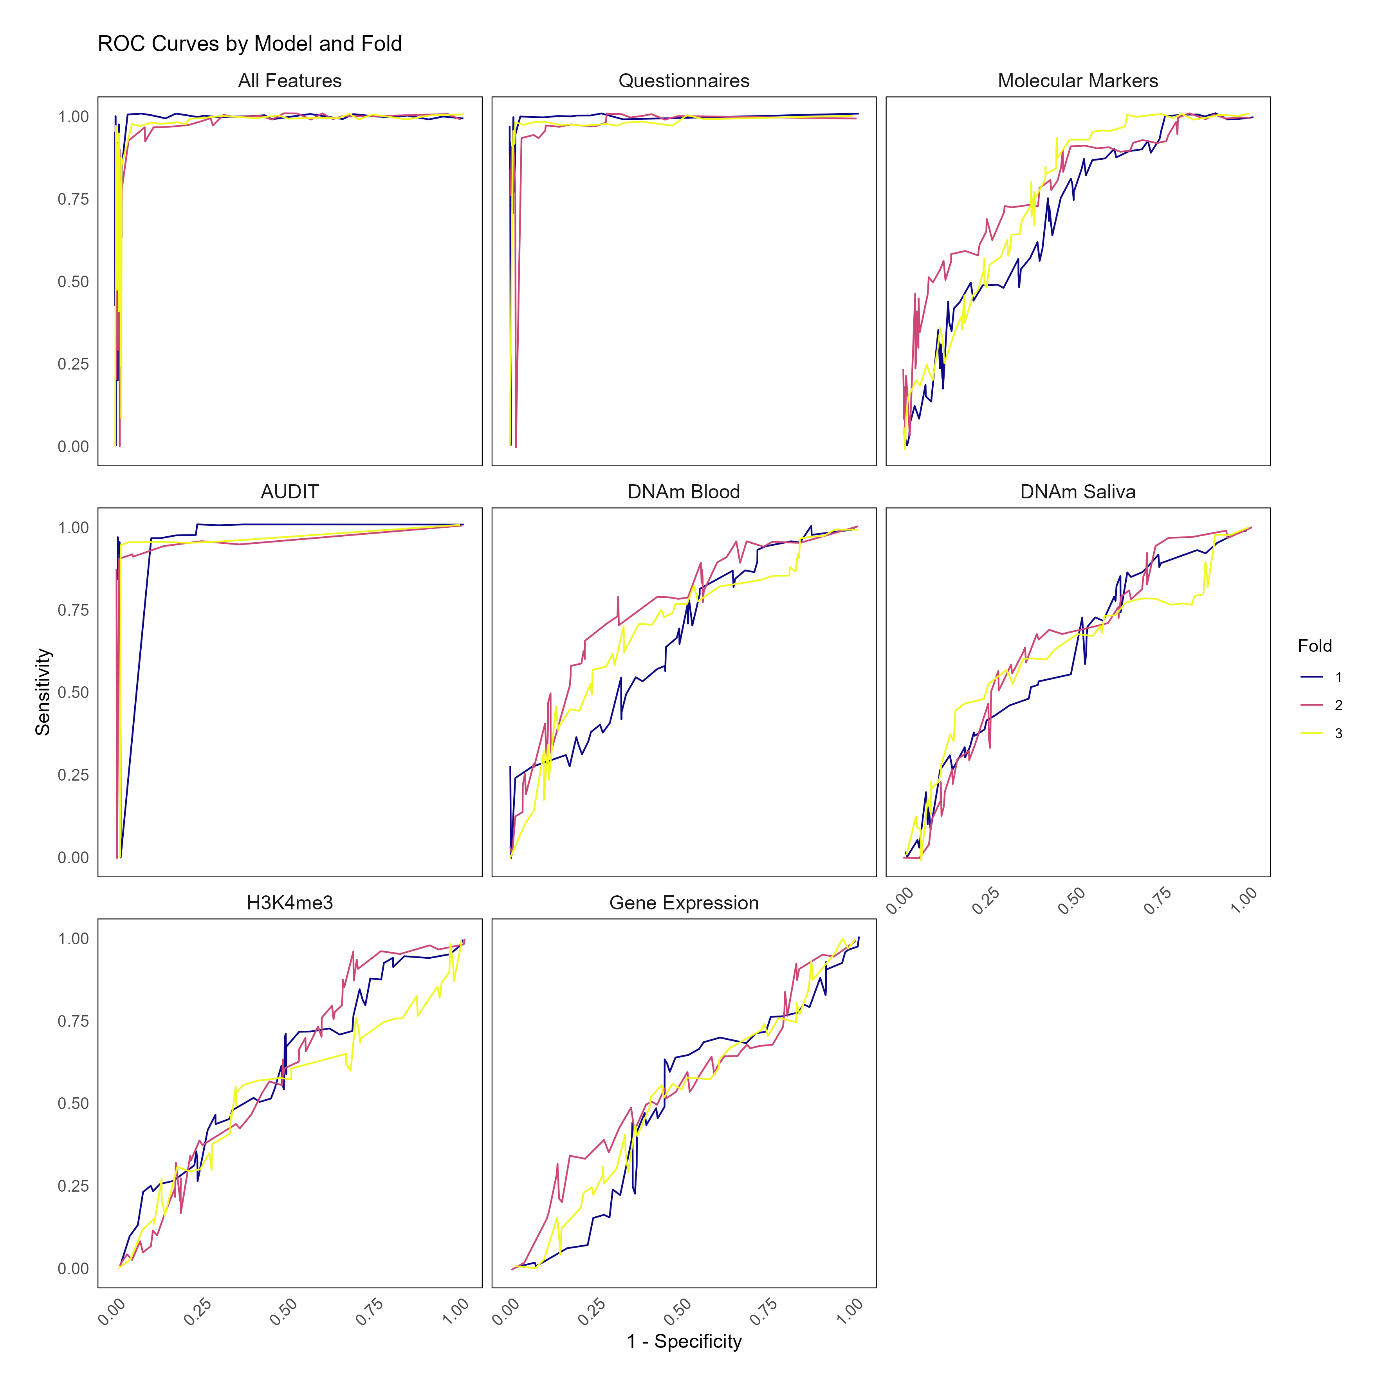 ROC Curves by Model and Fold
All Features
Questionnaires
Molecular Markers
1.00
0.75
0.50
0.25
0.00
AUDIT
DNAm Blood
DNAm Saliva
1.00
0.75
0.50
0.25
0.00
0.00
0.25
0.50
0.75
1.00
H3K4me3
Gene Expression
1.00
0.75
0.50
0.25
0.00
0.00
0.25
0.50
0.75
1.00
0.00
0.25
0.50
0.75
1.00
Sensitivity
1 - Specificity
Fold
1
2
3